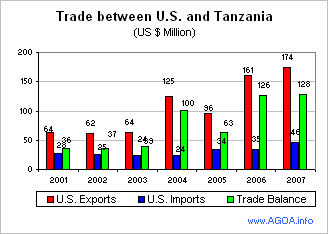 Trade between U.S. and Tanzania
(US $ Million)
200
150
100
50
0
64 28 36
62 25 37
64 24 39
125 24 100
96 34 63
161 35 126
174 46 128
2001 2002 2003 2004 2005 2006 2007
U.S. Exports U.S. Imports Trade Balance
www.AGOA.info